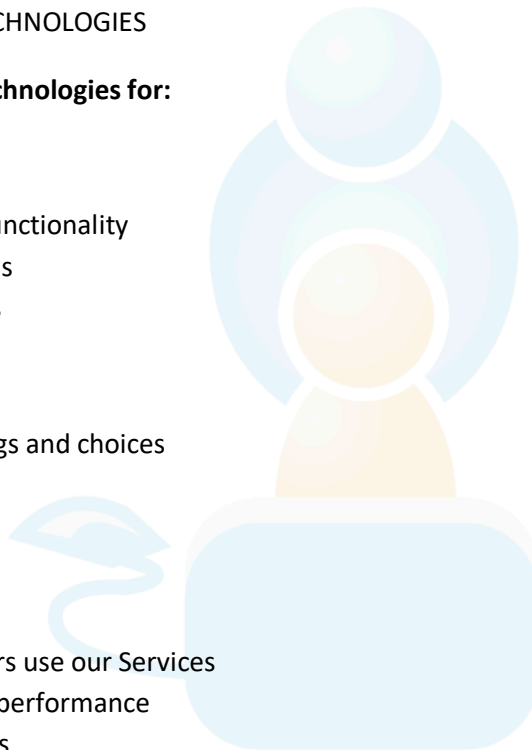 CHNOLOGIES
chnologies for:
unctionality
s
gs and choices
rs use our Services
performance
s